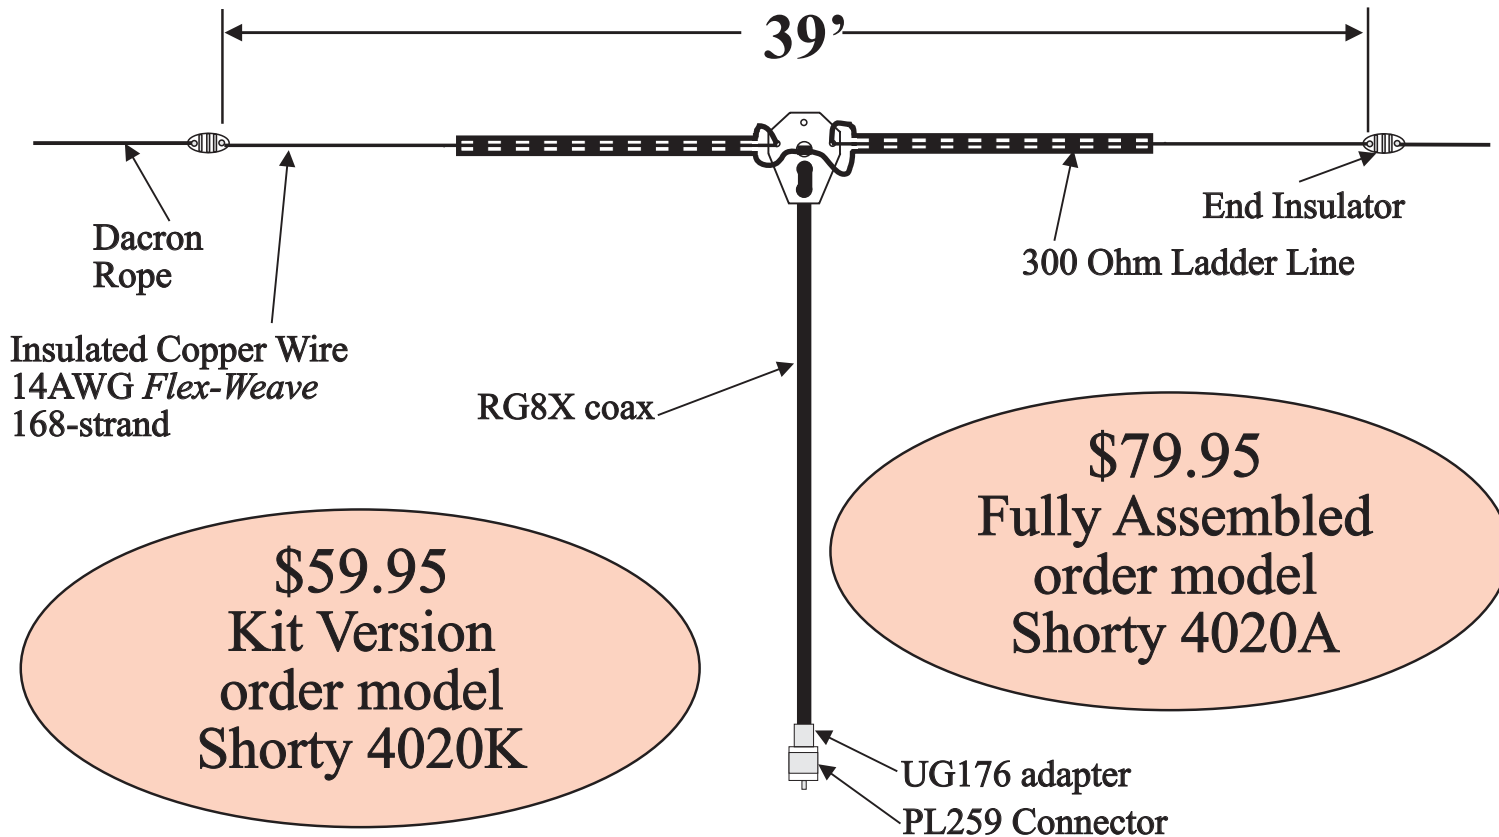 39’
Dacron
Rope
End Insulator
300 Ohm Ladder Line
Insulated Copper Wire
14AWG Flex-Weave
168-strand
RG8X coax
$79.95
Fully Assembled
order model
Shorty 4020A
$59.95
Kit Version
order model
Shorty 4020K
UG176 adapter
PL259 Connector